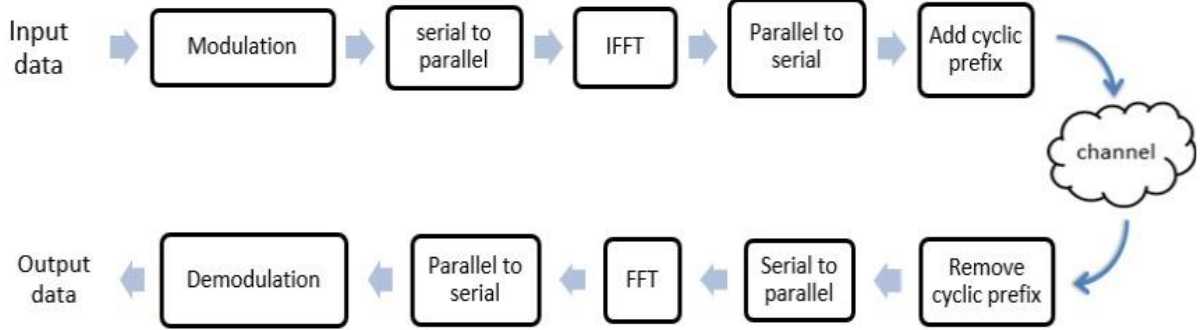 Input
data
Modulation
serial to
parallel
IFFT
Parallel to
serial
Add cyclic
prefix
channel
Remove
cyclic prefix
Serial to
parallel
FFT
Parallel to
serial
Demodulation
Output
data